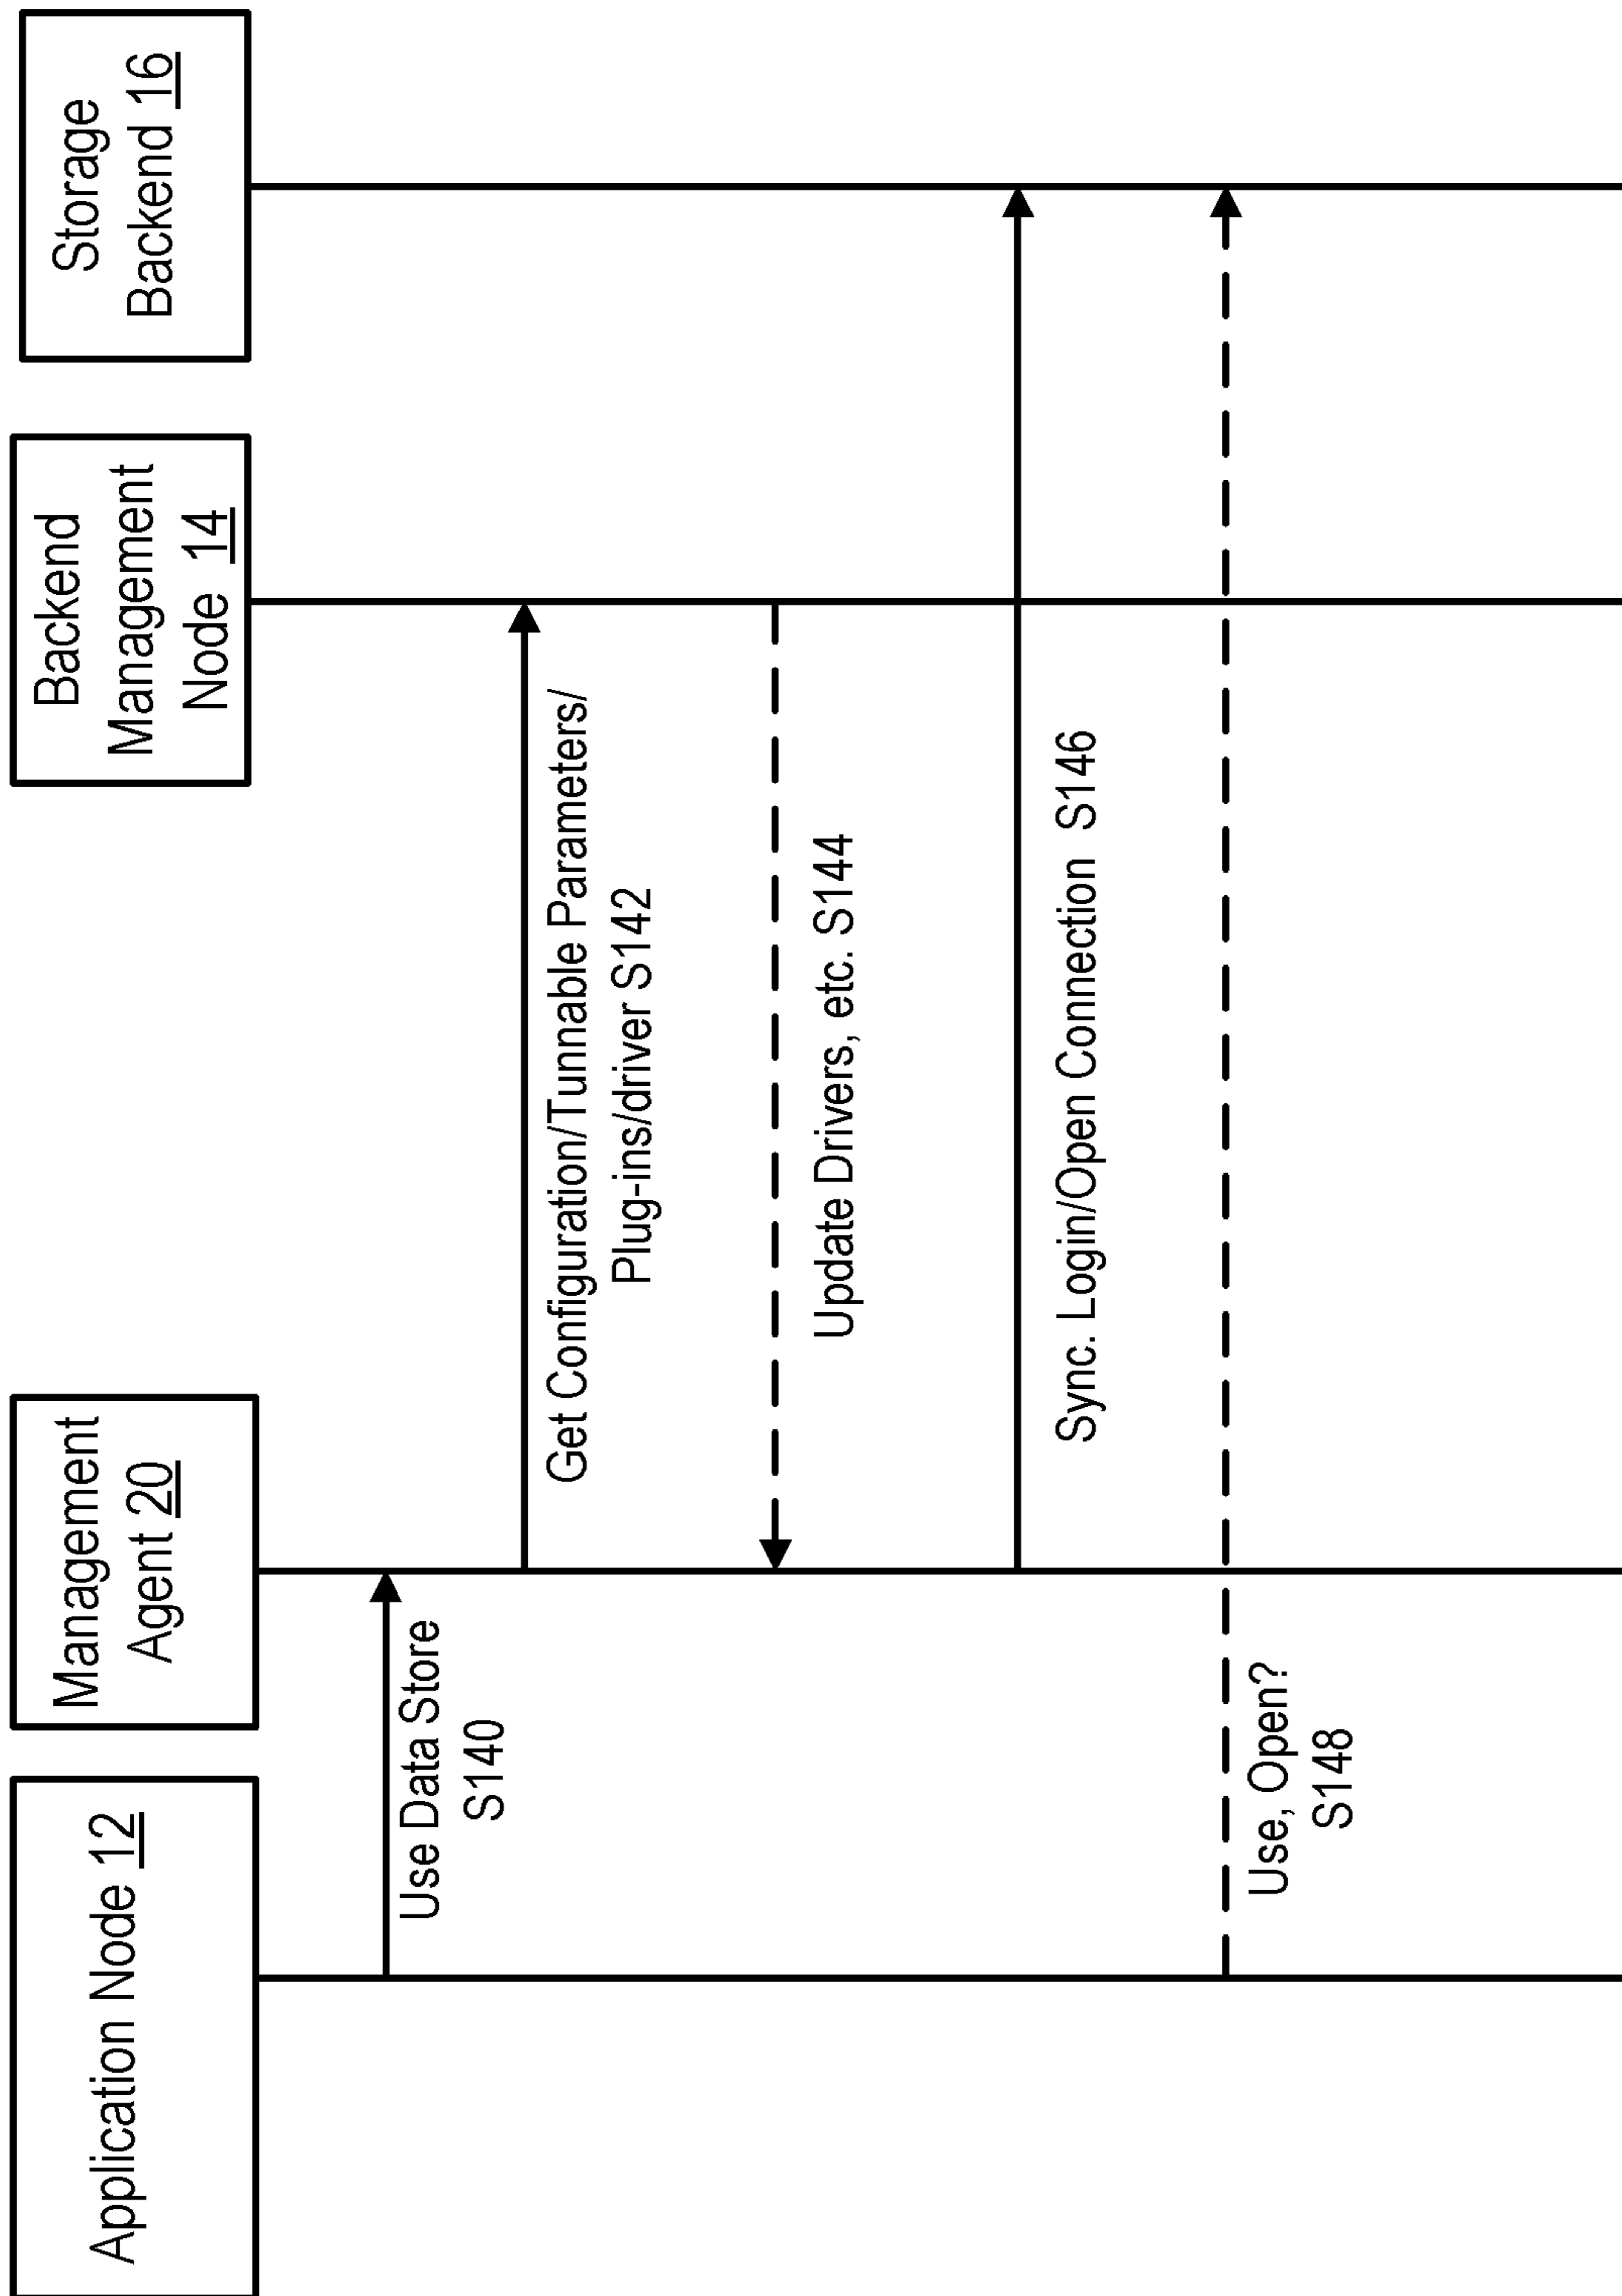 Application Node 12
Management
Agent 20
Backend
Management
Node 14
Storage
Backend 16
Use Data Store
S140
Get Configuration/Tunnable Parameters/
Plug-ins/driver S142
Update Drivers, etc. S144
Sync. Login/Open Connection S146
Use, Open?
S148